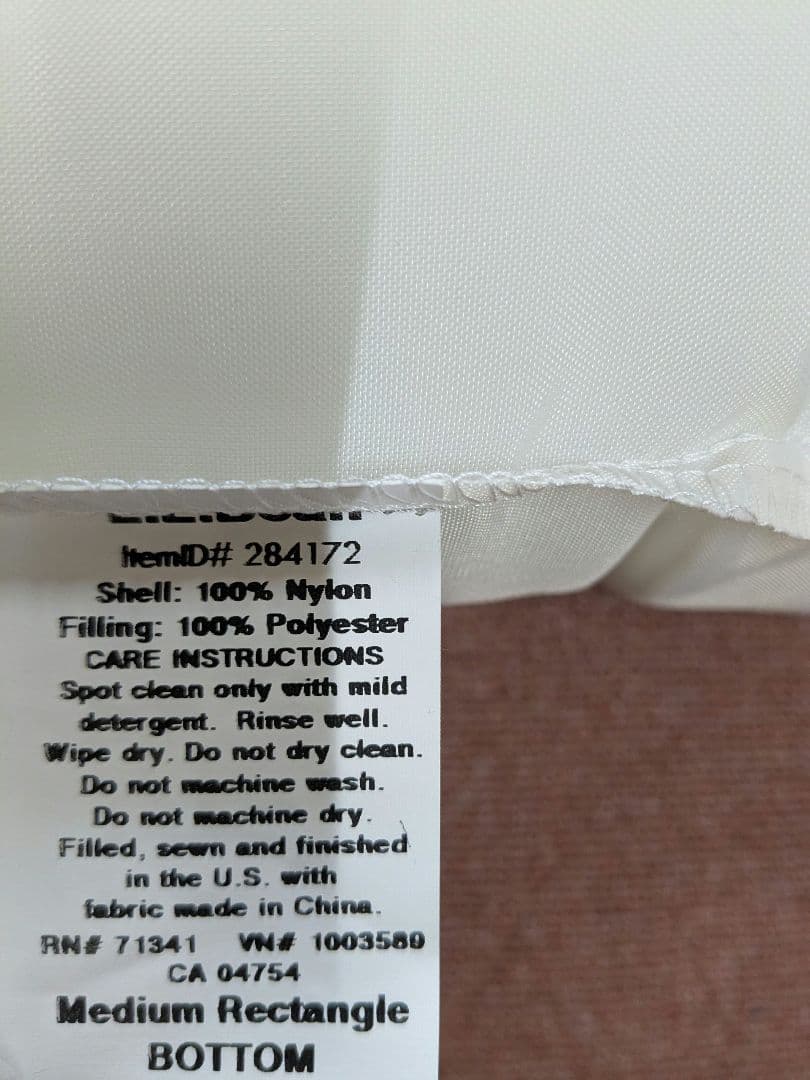 ItemID# 284172
Shell: 100% Nylon
Filling: 100% Polyester
CARE INSTRUCTIONS
Spot clean only with mild
detergent. Rinse well.
Wipe dry. Do not dry clean.
Do not machine wash.
Do not machine dry.
Filled, sewn and finished
in the U.S. with
fabric made in China.
RN# 71341 VN# 1003589
CA 04754
Medium Rectangle
BOTTOM